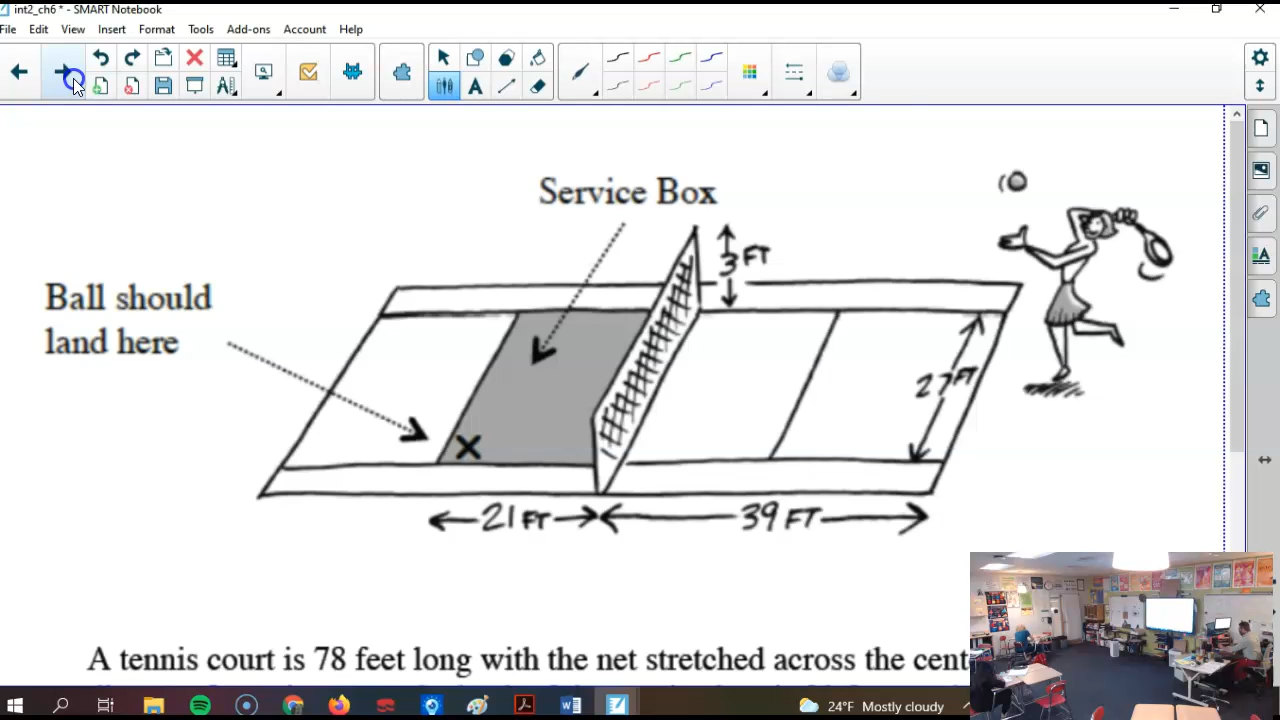 int2_ch6 * - SMART Notebook
File Edit View Insert Format Tools Add-ons Account Help
Service Box
3 FT
Ball should
land here
27 FT
X
21 FT
39 FT
A tennis court is 78 feet long with the net stretched across the cent
24°F Mostly cloudy